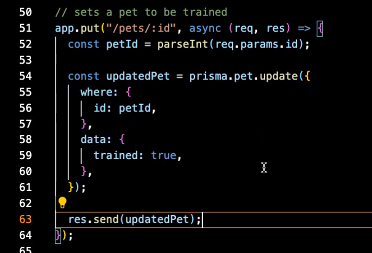 50 // sets a pet to be trained
51 app.put("/pets/:id", async (req, res) => {
52   const petId = parseInt(req.params.id);
53
54   const updatedPet = prisma.pet.update({
55     where: {
56       id: petId,
57     },
58     data: {
59       trained: true,
60     },
61   });
62
63   res.send(updatedPet);
64 });
65